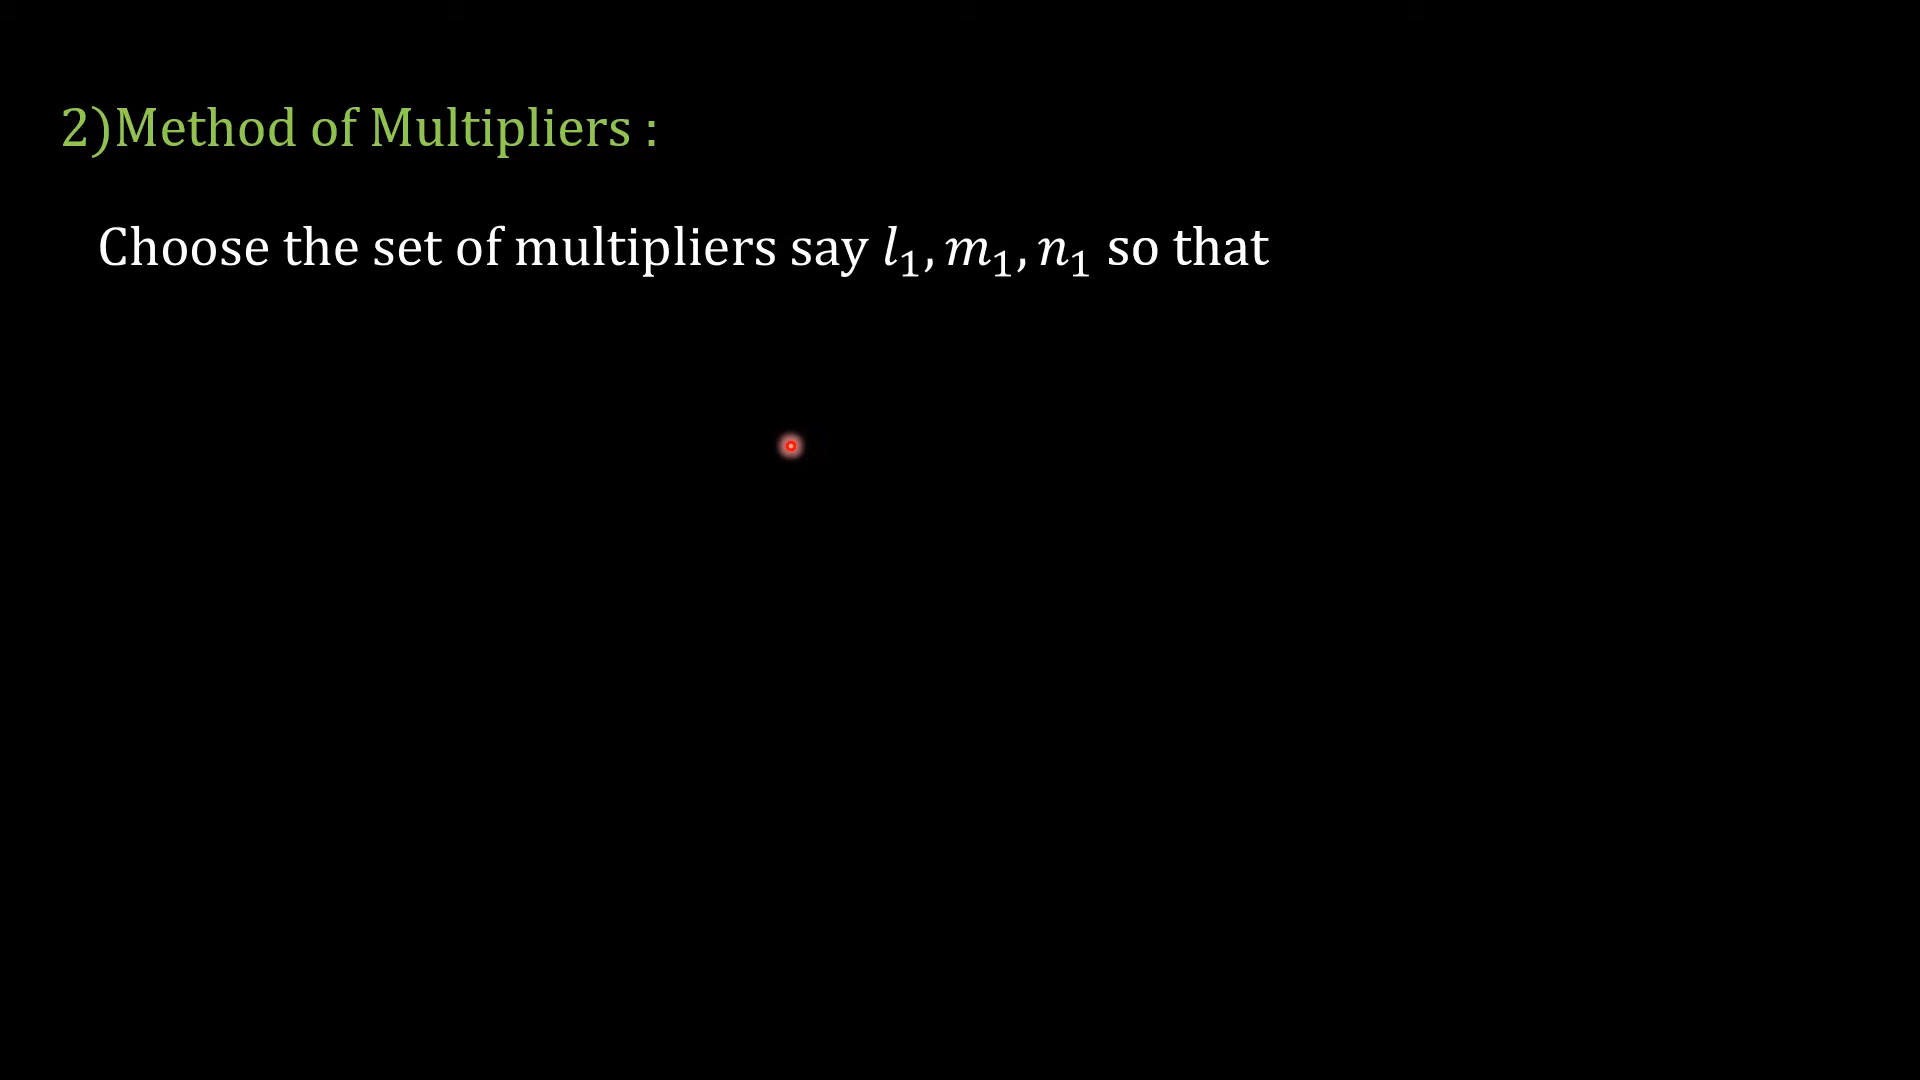 2)Method of Multipliers :
Choose the set of multipliers say l₁, m₁, n₁ so that